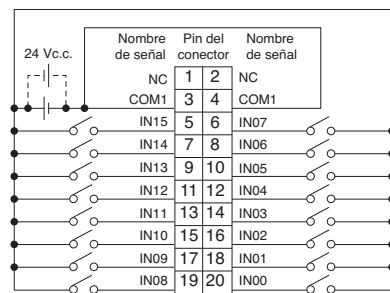 Nombre de señal Pin del conector Nombre de señal
24 Vc.c.
NC 1 2 NC
COM1 3 4 COM1
IN15 5 6 IN07
IN14 7 8 IN06
IN13 9 10 IN05
IN12 11 12 IN04
IN11 13 14 IN03
IN10 15 16 IN02
IN09 17 18 IN01
IN08 19 20 IN00